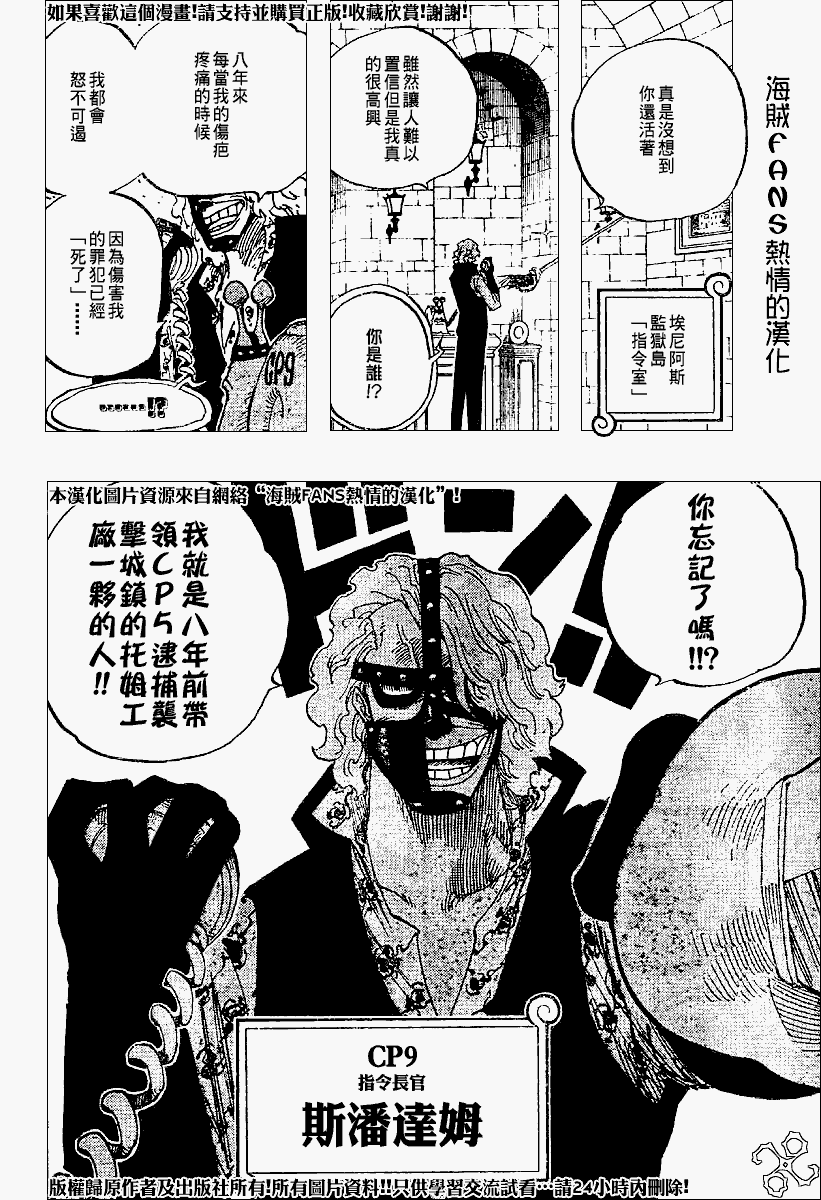 如果喜歡這個漫畫!請支持並購買正版!收藏欣賞!謝謝!
海賊FANS熱情的漢化
真是沒想到
你還活著
埃尼阿斯
監獄島
「指令室」
雖然讓人難以
置信但是我真
的很高興
你是誰!?
八年來
每當我的傷疤
疼痛的時候
我都會
怒不可遏
因為傷害我
的罪犯已經
「死了」……
CP9
……!?
本漢化圖片資源來自網絡“海賊FANS熱情的漢化”!
你忘記了嗎!!?
我就是八年前帶
領CP5逮捕襲
擊城鎮的托姆工
廠一夥的人!!
CP9
指令長官
斯潘達姆
版權歸原作者及出版社所有!所有圖片資料!!只供學習交流試看…請24小時內刪除!